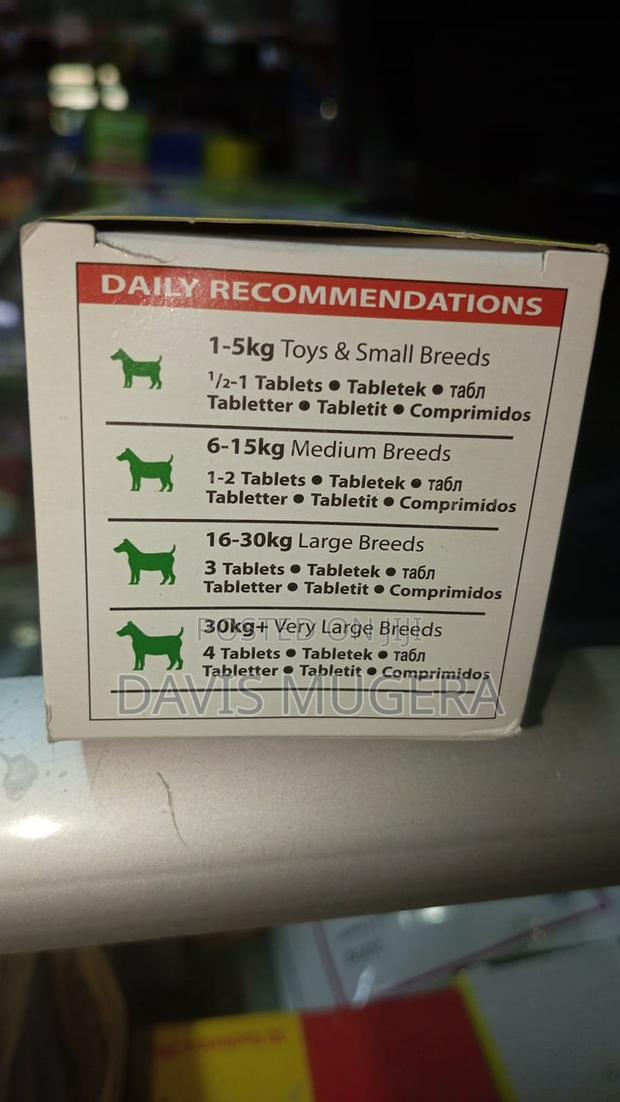 DAILY RECOMMENDATIONS
1-5kg Toys & Small Breeds
1/2-1 Tablets ● Tabletek ● табл
Tabletter ● Tabletit ● Comprimidos
6-15kg Medium Breeds
1-2 Tablets ● Tabletek ● табл
Tabletter ● Tabletit ● Comprimidos
16-30kg Large Breeds
3 Tablets ● Tabletek ● табл
Tabletter ● Tabletit ● Comprimidos
30kg+ Very Large Breeds
POSTED ON JIJI
4 Tablets ● Tabletek ● табл
Tabletter ● Tabletit ● Comprimidos
DAVIS MUGERA